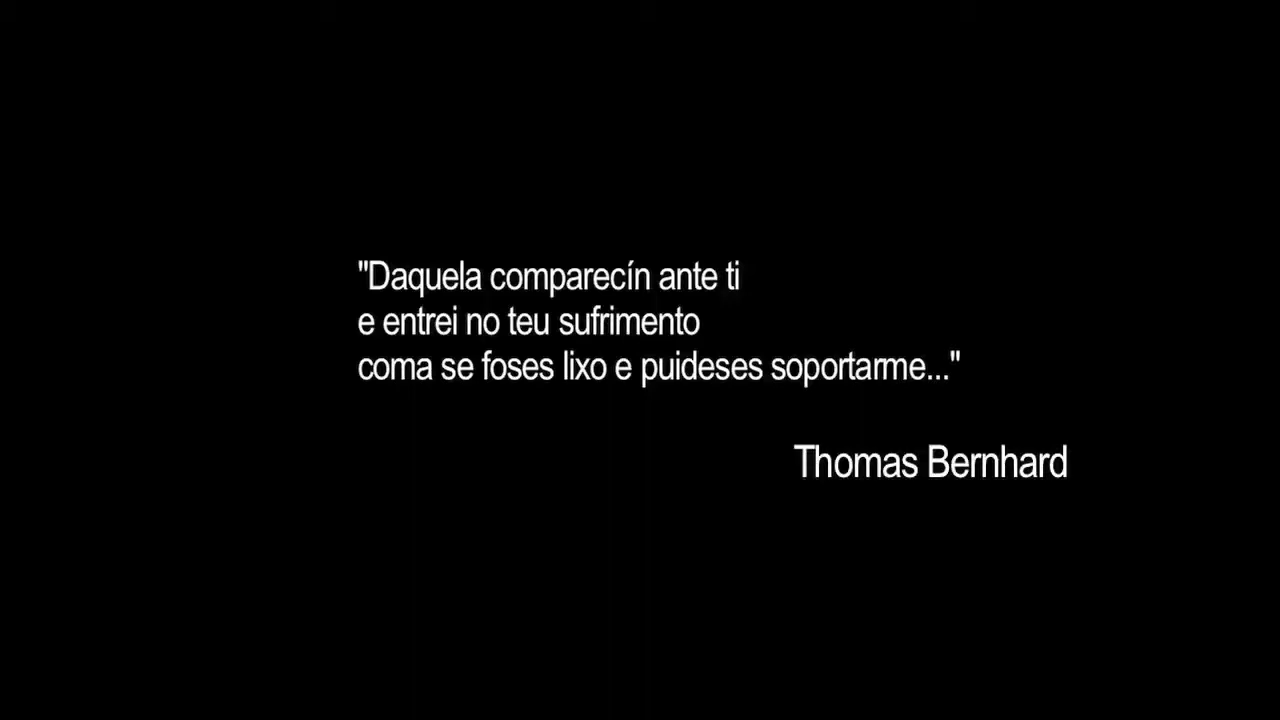 "Daquela comparecín ante ti
e entrei no teu sufrimento
coma se foses lixo e puideses soportarme..."
Thomas Bernhard